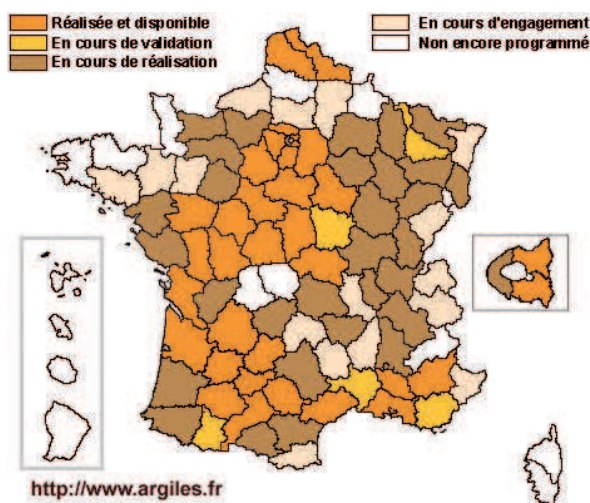 Réalisée et disponible
En cours de validation
En cours de réalisation
En cours d'engagement
Non encore programmé
http://www.argiles.fr